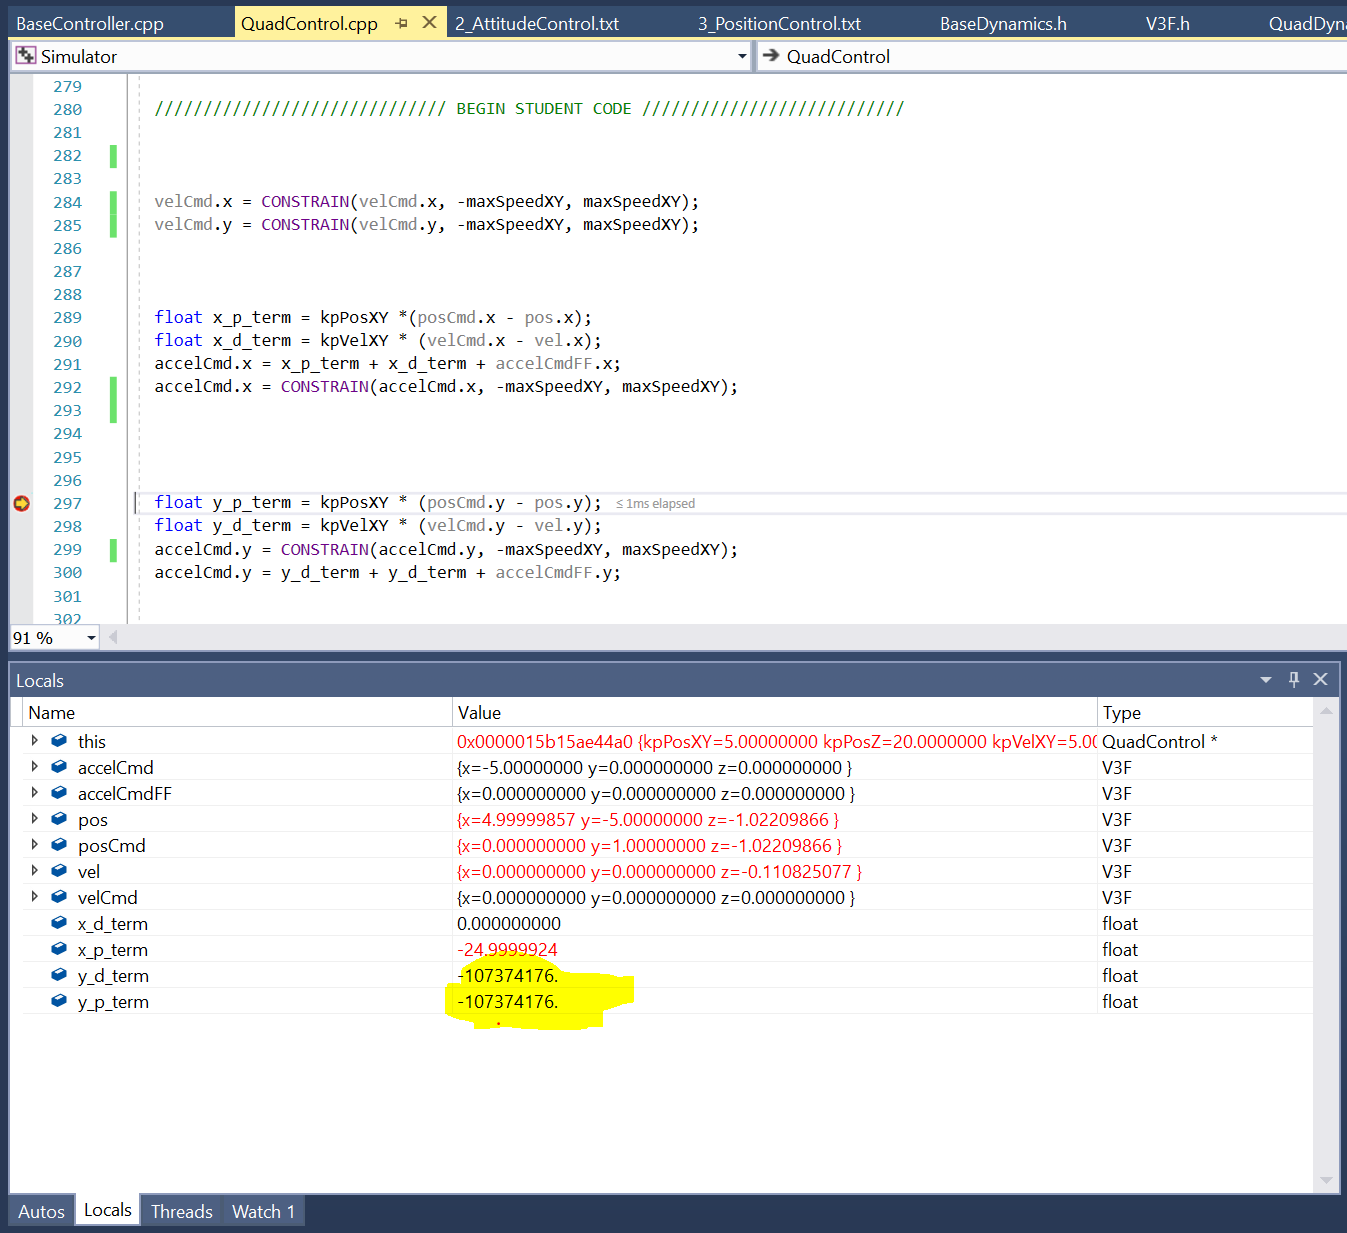 BaseController.cpp QuadControl.cpp 2_AttitudeControl.txt 3_PositionControl.txt BaseDynamics.h V3F.h QuadDyna
Simulator QuadControl
279
280 ////////////////////////////// BEGIN STUDENT CODE ///////////////////////////
281
282
283
284 velCmd.x = CONSTRAIN(velCmd.x, -maxSpeedXY, maxSpeedXY);
285 velCmd.y = CONSTRAIN(velCmd.y, -maxSpeedXY, maxSpeedXY);
286
287
288
289 float x_p_term = kpPosXY *(posCmd.x - pos.x);
290 float x_d_term = kpVelXY * (velCmd.x - vel.x);
291 accelCmd.x = x_p_term + x_d_term + accelCmdFF.x;
292 accelCmd.x = CONSTRAIN(accelCmd.x, -maxSpeedXY, maxSpeedXY);
293
294
295
296
297 float y_p_term = kpPosXY * (posCmd.y - pos.y); ≤ 1ms elapsed
298 float y_d_term = kpVelXY * (velCmd.y - vel.y);
299 accelCmd.y = CONSTRAIN(accelCmd.y, -maxSpeedXY, maxSpeedXY);
300 accelCmd.y = y_d_term + y_d_term + accelCmdFF.y;
301
302
91 %
Locals
Name Value Type
this 0x0000015b15ae44a0 {kpPosXY=5.00000000 kpPosZ=20.0000000 kpVelXY=5.00 QuadControl *
accelCmd {x=-5.00000000 y=0.000000000 z=0.000000000 } V3F
accelCmdFF {x=0.000000000 y=0.000000000 z=0.000000000 } V3F
pos {x=4.99999857 y=-5.00000000 z=-1.02209866 } V3F
posCmd {x=0.000000000 y=1.00000000 z=-1.02209866 } V3F
vel {x=0.000000000 y=0.000000000 z=-0.110825077 } V3F
velCmd {x=0.000000000 y=0.000000000 z=0.000000000 } V3F
x_d_term 0.000000000 float
x_p_term -24.9999924 float
y_d_term -107374176. float
y_p_term -107374176. float
Autos Locals Threads Watch 1